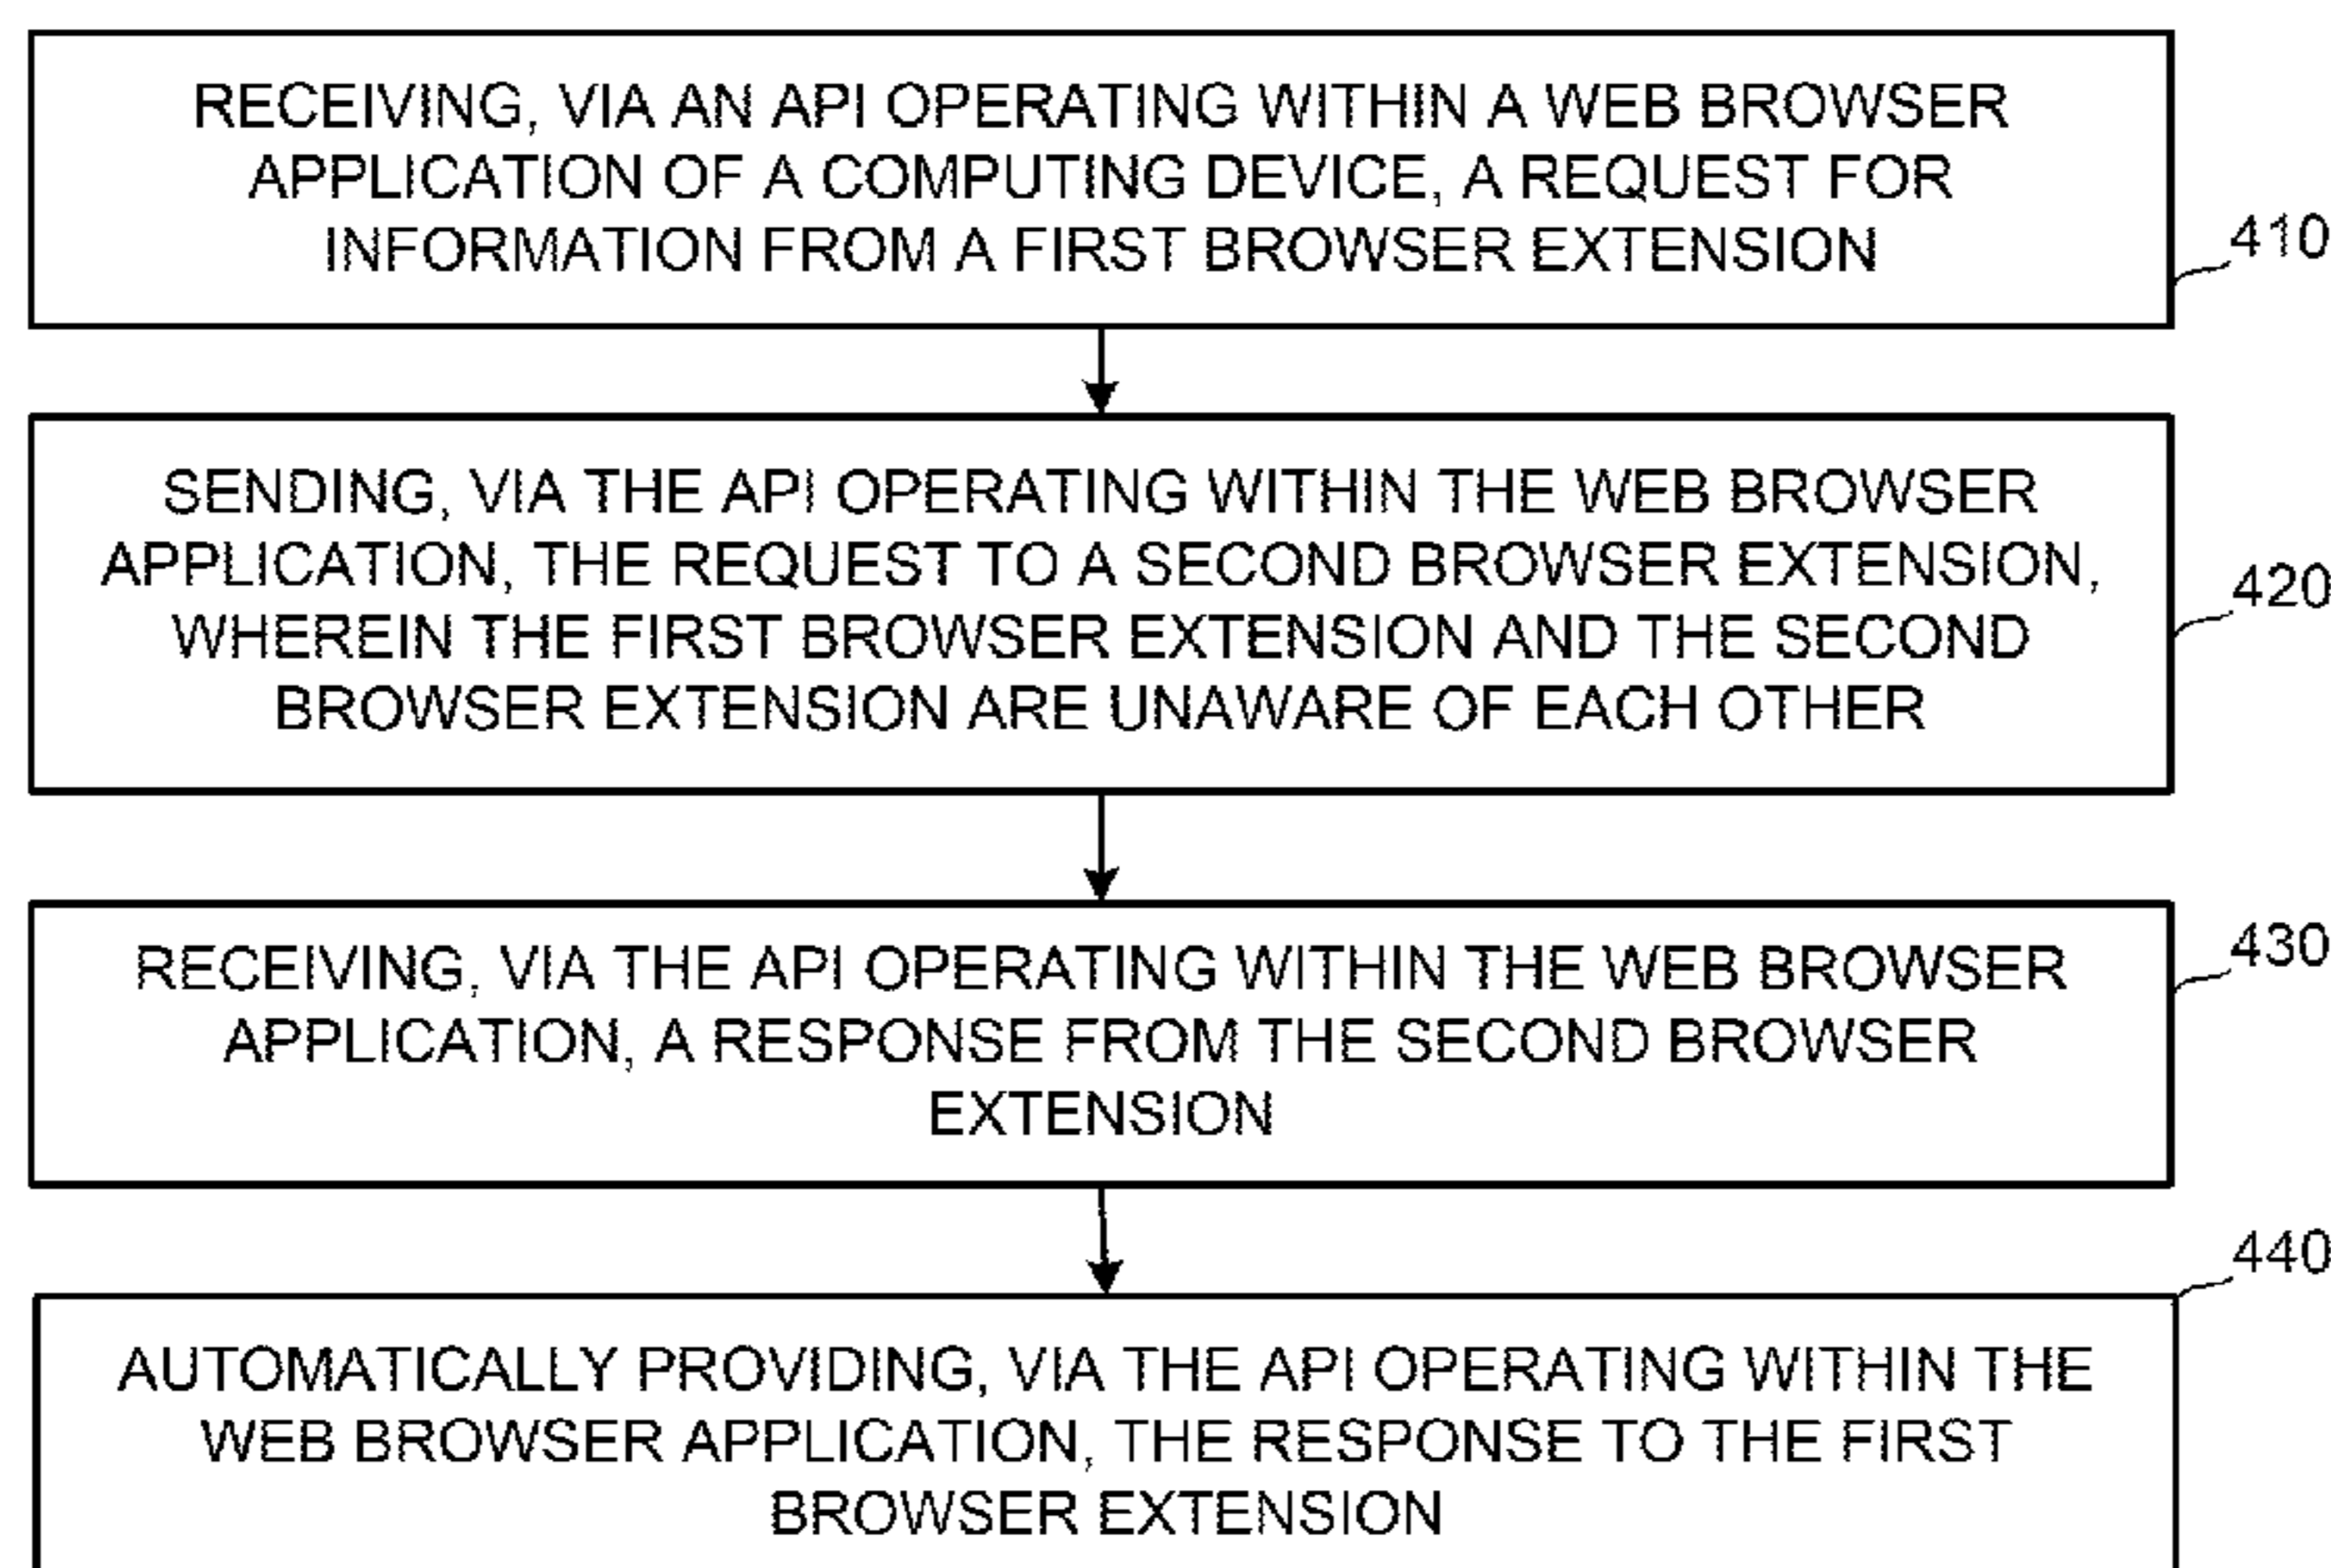 RECEIVING, VIA AN API OPERATING WITHIN A WEB BROWSER
APPLICATION OF A COMPUTING DEVICE, A REQUEST FOR
INFORMATION FROM A FIRST BROWSER EXTENSION
410
SENDING, VIA THE API OPERATING WITHIN THE WEB BROWSER
APPLICATION, THE REQUEST TO A SECOND BROWSER EXTENSION,
WHEREIN THE FIRST BROWSER EXTENSION AND THE SECOND
BROWSER EXTENSION ARE UNAWARE OF EACH OTHER
420
RECEIVING, VIA THE API OPERATING WITHIN THE WEB BROWSER
APPLICATION, A RESPONSE FROM THE SECOND BROWSER
EXTENSION
430
AUTOMATICALLY PROVIDING, VIA THE API OPERATING WITHIN THE
WEB BROWSER APPLICATION, THE RESPONSE TO THE FIRST
BROWSER EXTENSION
440